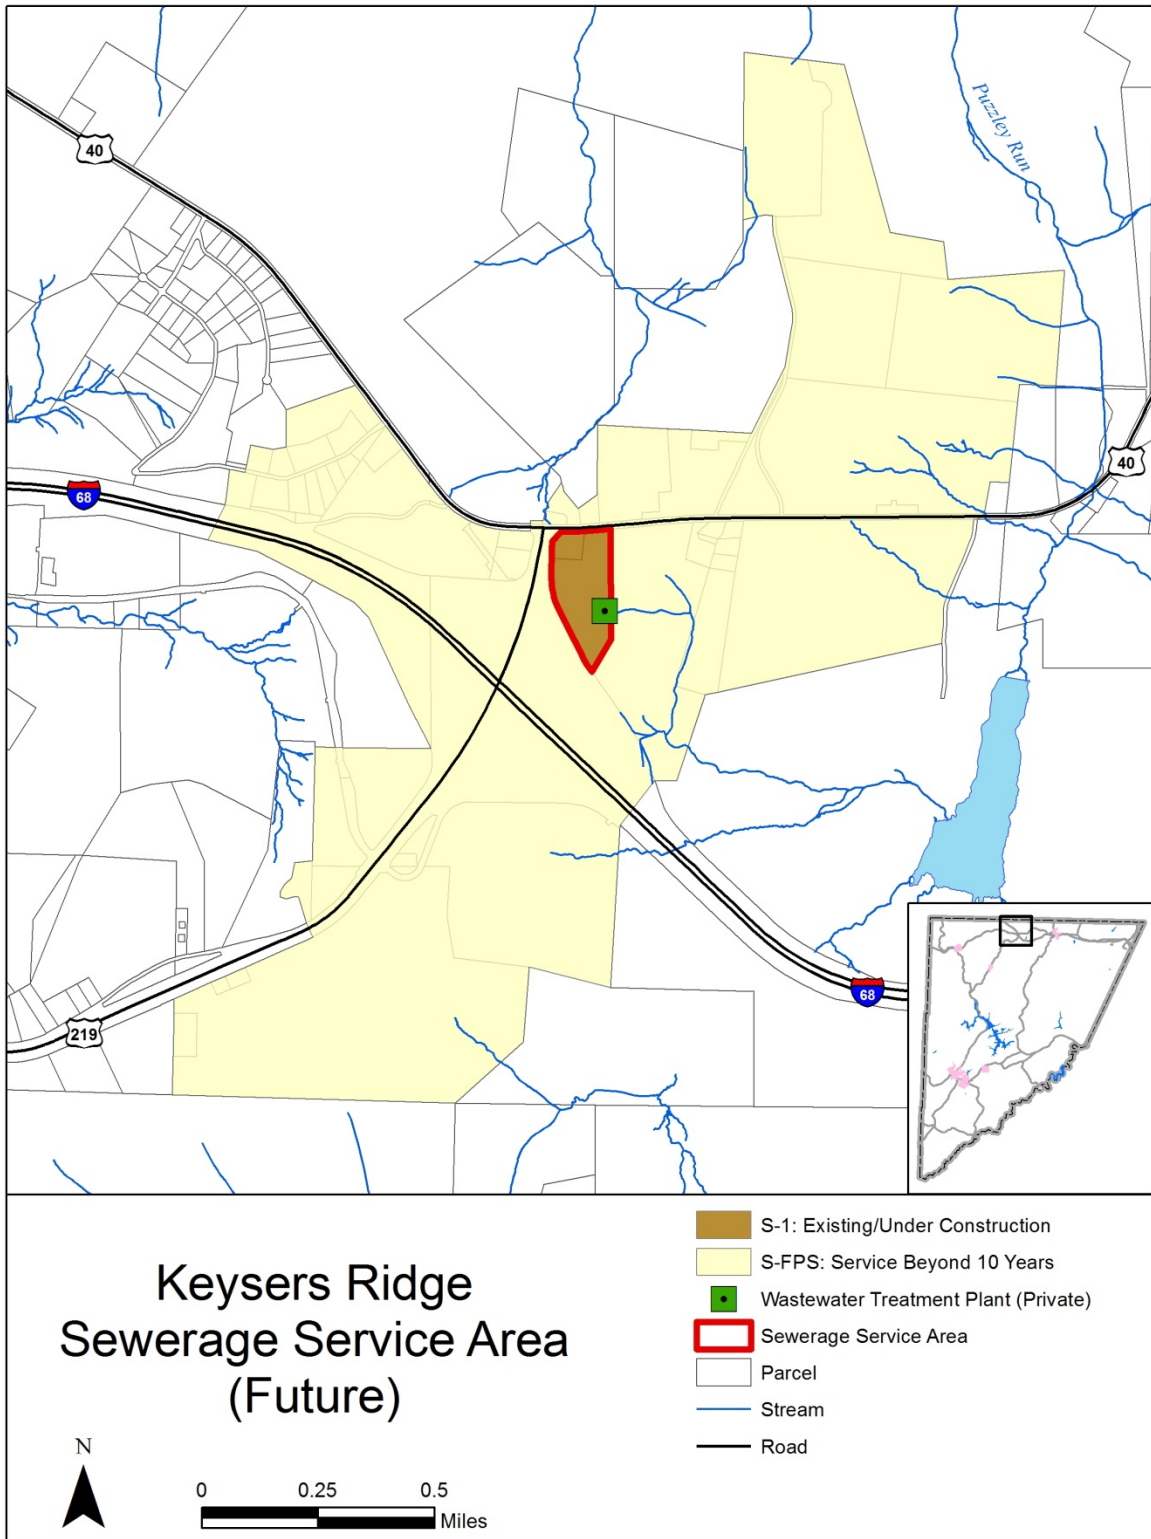 40
Puzzley Run
40
68
68
219
Keysers Ridge
Sewerage Service Area
(Future)
N
0 0.25 0.5
Miles
S-1: Existing/Under Construction
S-FPS: Service Beyond 10 Years
Wastewater Treatment Plant (Private)
Sewerage Service Area
Parcel
Stream
Road